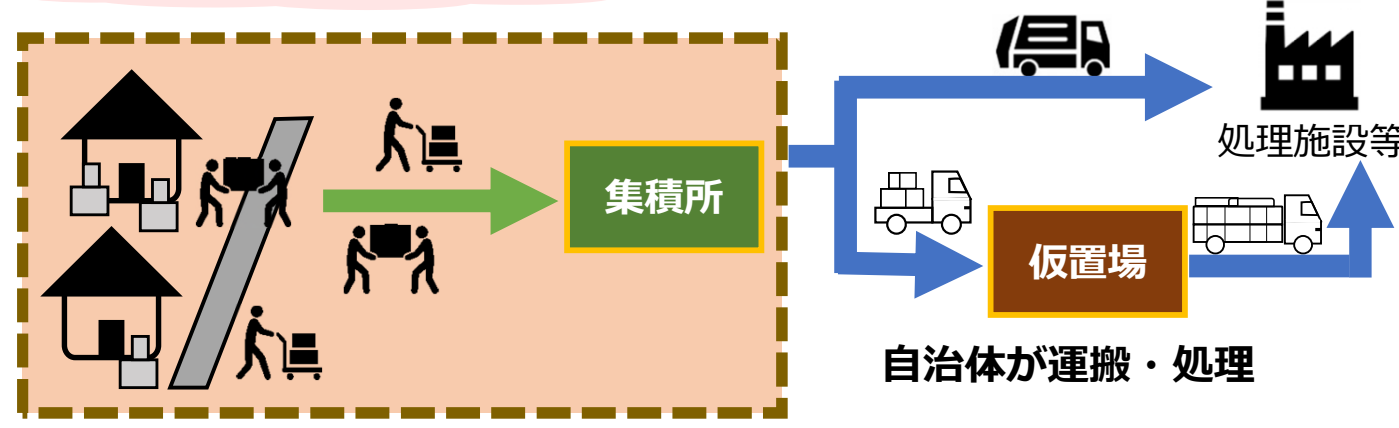 処理施設等
集積所
仮置場
自治体が運搬・処理